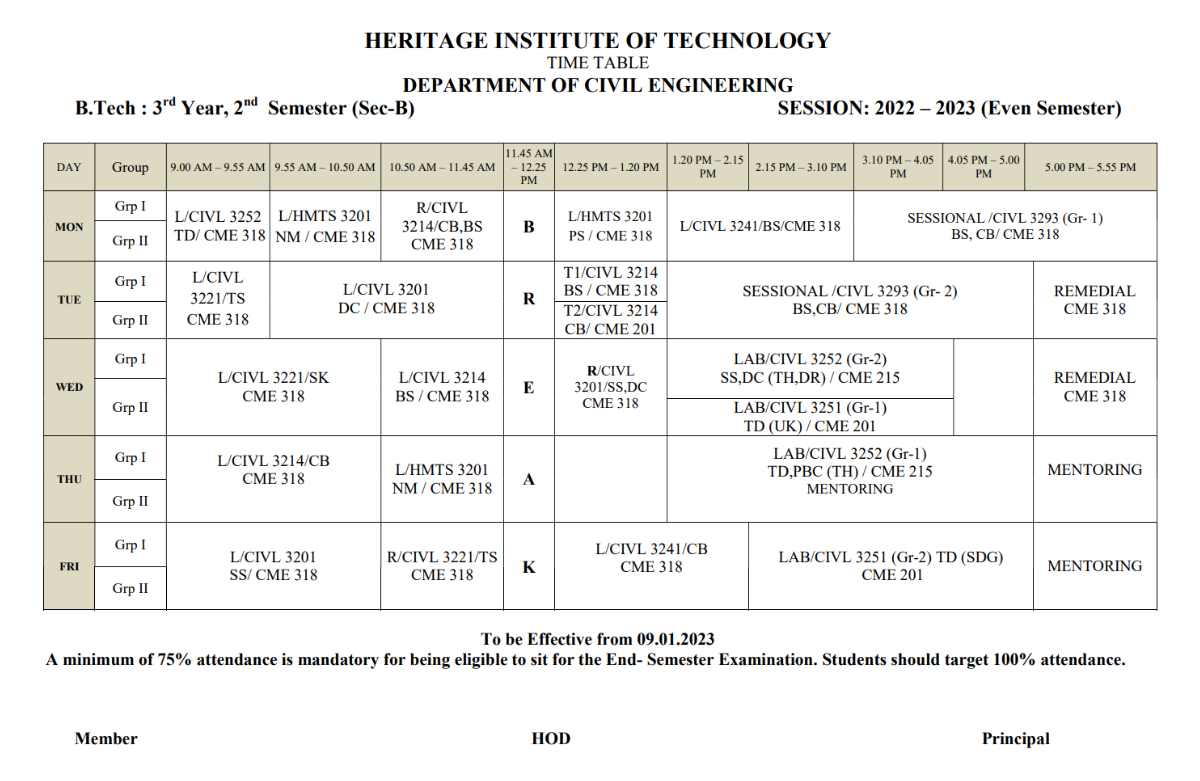 HERITAGE INSTITUTE OF TECHNOLOGY
TIME TABLE
DEPARTMENT OF CIVIL ENGINEERING
B.Tech : 3rd Year, 2nd Semester (Sec-B)
SESSION: 2022 – 2023 (Even Semester)
DAY
Group
9.00 AM – 9.55 AM
9.55 AM – 10.50 AM
10.50 AM – 11.45 AM
11.45 AM
– 12.25
PM
12.25 PM – 1.20 PM
1.20 PM – 2.15
PM
2.15 PM – 3.10 PM
3.10 PM – 4.05
PM
4.05 PM – 5.00
PM
5.00 PM – 5.55 PM
MON
Grp I
Grp II
L/CIVL 3252
TD/ CME 318
L/HMTS 3201
NM / CME 318
R/CIVL
3214/CB,BS
CME 318
B
L/HMTS 3201
PS / CME 318
L/CIVL 3241/BS/CME 318
SESSIONAL /CIVL 3293 (Gr- 1)
BS, CB/ CME 318
TUE
Grp I
Grp II
L/CIVL
3221/TS
CME 318
L/CIVL 3201
DC / CME 318
R
T1/CIVL 3214
BS / CME 318
T2/CIVL 3214
CB/ CME 201
SESSIONAL /CIVL 3293 (Gr- 2)
BS,CB/ CME 318
REMEDIAL
CME 318
WED
Grp I
Grp II
L/CIVL 3221/SK
CME 318
L/CIVL 3214
BS / CME 318
E
R/CIVL
3201/SS,DC
CME 318
LAB/CIVL 3252 (Gr-2)
SS,DC (TH,DR) / CME 215
LAB/CIVL 3251 (Gr-1)
TD (UK) / CME 201
REMEDIAL
CME 318
THU
Grp I
Grp II
L/CIVL 3214/CB
CME 318
L/HMTS 3201
NM / CME 318
A
LAB/CIVL 3252 (Gr-1)
TD,PBC (TH) / CME 215
MENTORING
MENTORING
FRI
Grp I
Grp II
L/CIVL 3201
SS/ CME 318
R/CIVL 3221/TS
CME 318
K
L/CIVL 3241/CB
CME 318
LAB/CIVL 3251 (Gr-2) TD (SDG)
CME 201
MENTORING
To be Effective from 09.01.2023
A minimum of 75% attendance is mandatory for being eligible to sit for the End- Semester Examination. Students should target 100% attendance.
Member
HOD
Principal